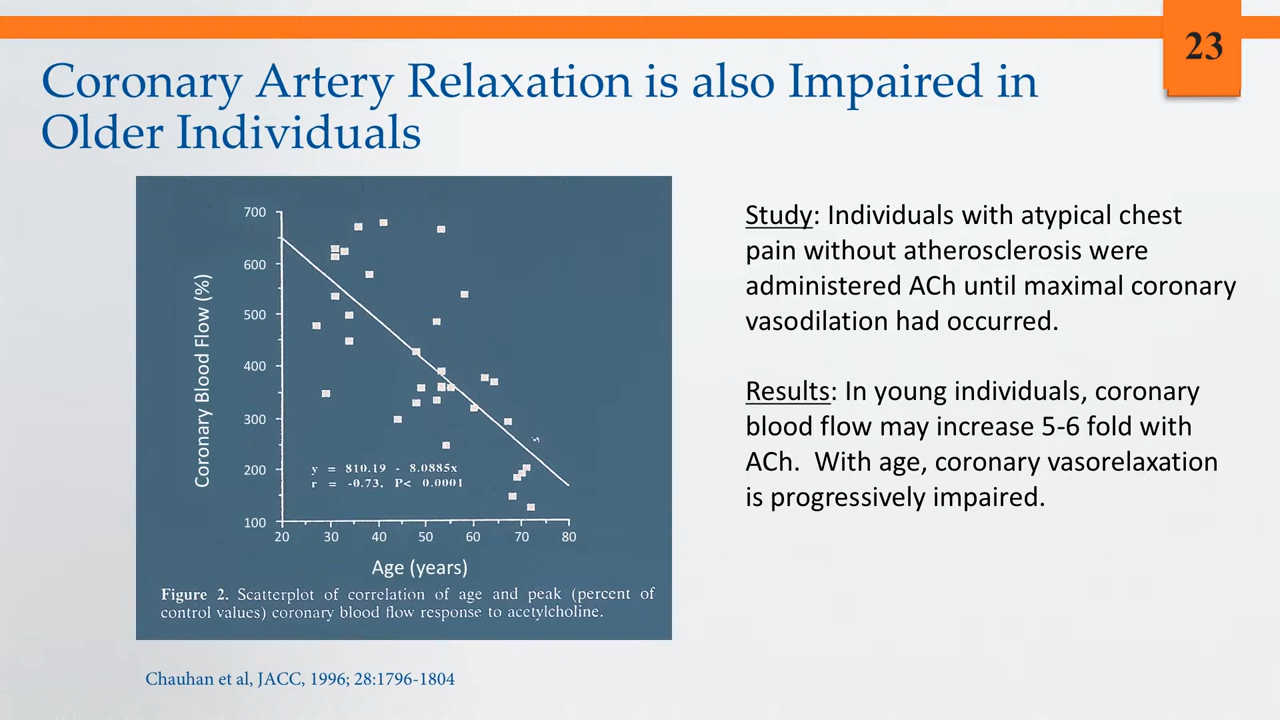 23
Coronary Artery Relaxation is also Impaired in
Older Individuals
700
600
500
400
300
200
100
Coronary Blood Flow (%)
y = 810.19 - 8.0885x
r = -0.73, P< 0.0001
20 30 40 50 60 70 80
Age (years)
Figure 2. Scatterplot of correlation of age and peak (percent of
control values) coronary blood flow response to acetylcholine.
Chauhan et al, JACC, 1996; 28:1796-1804
Study: Individuals with atypical chest
pain without atherosclerosis were
administered ACh until maximal coronary
vasodilation had occurred.
Results: In young individuals, coronary
blood flow may increase 5-6 fold with
ACh.  With age, coronary vasorelaxation
is progressively impaired.